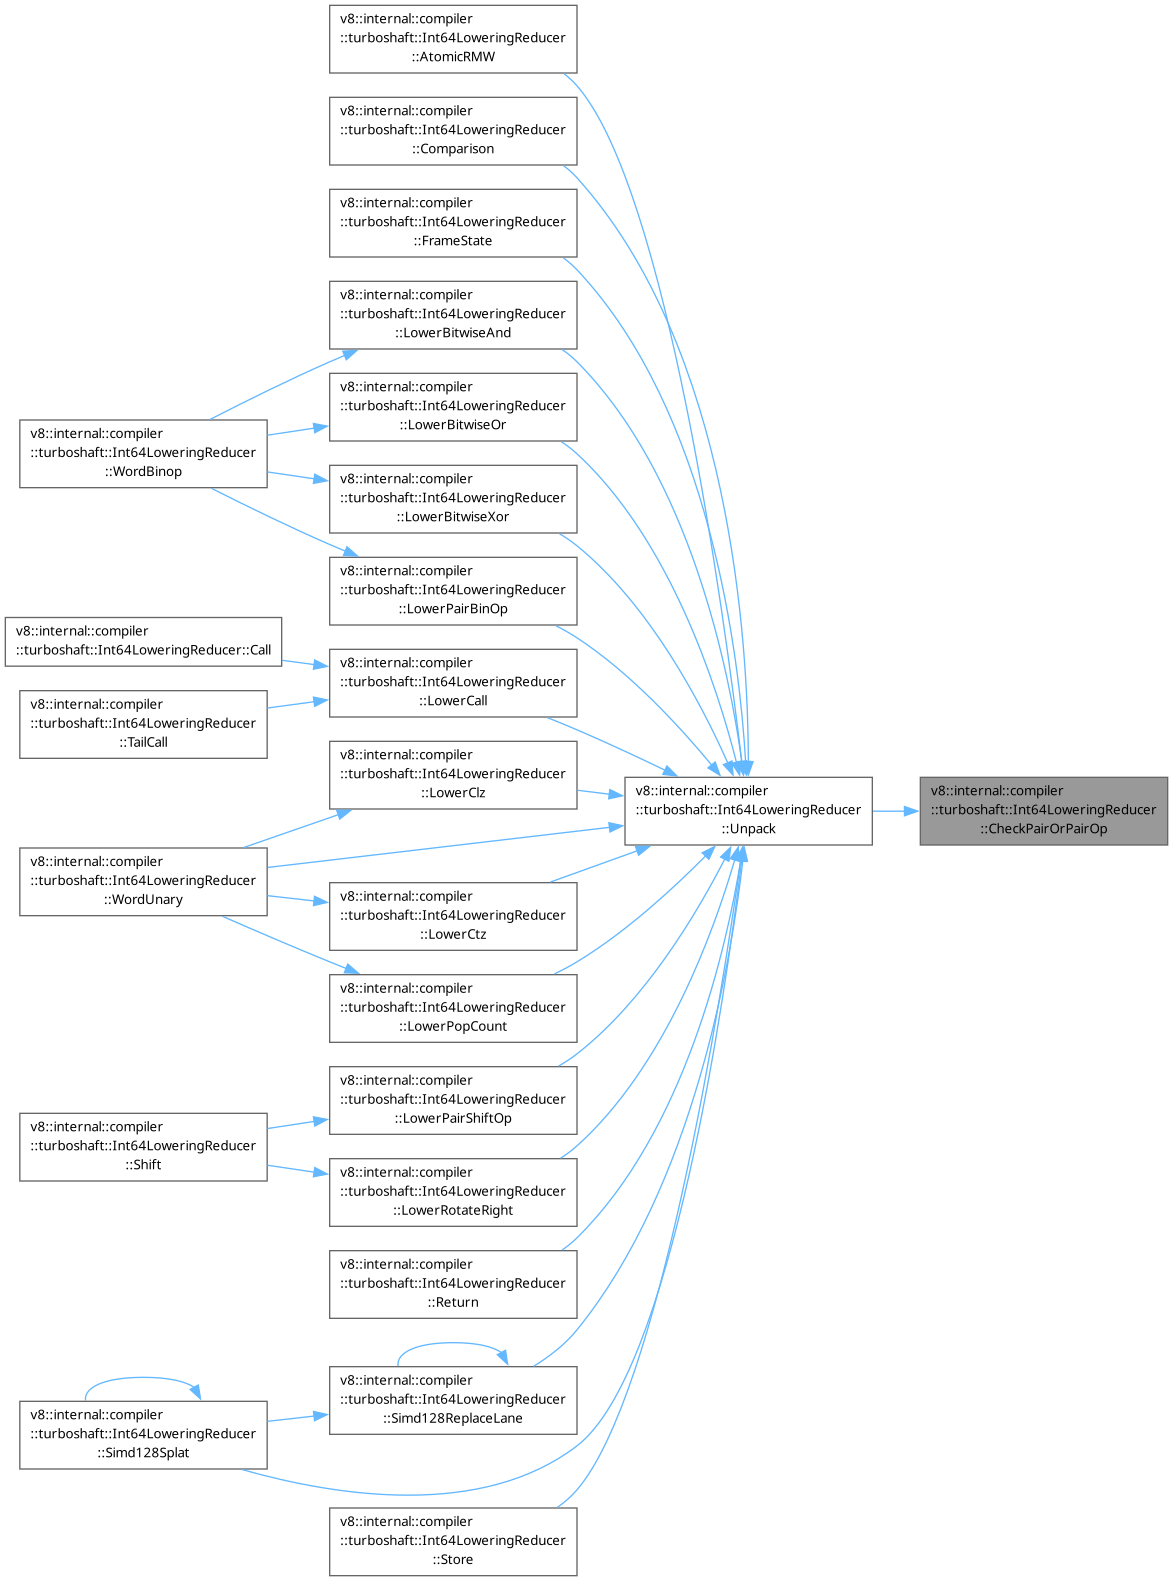 v8::internal::compiler
::turboshaft::Int64LoweringReducer
::AtomicRMW
v8::internal::compiler
::turboshaft::Int64LoweringReducer
::Comparison
v8::internal::compiler
::turboshaft::Int64LoweringReducer
::FrameState
v8::internal::compiler
::turboshaft::Int64LoweringReducer
::LowerBitwiseAnd
v8::internal::compiler
::turboshaft::Int64LoweringReducer
::LowerBitwiseOr
v8::internal::compiler
::turboshaft::Int64LoweringReducer
::WordBinop
v8::internal::compiler
::turboshaft::Int64LoweringReducer
::LowerBitwiseXor
v8::internal::compiler
::turboshaft::Int64LoweringReducer
::LowerPairBinOp
v8::internal::compiler
::turboshaft::Int64LoweringReducer::Call
v8::internal::compiler
::turboshaft::Int64LoweringReducer
::LowerCall
v8::internal::compiler
::turboshaft::Int64LoweringReducer
::TailCall
v8::internal::compiler
::turboshaft::Int64LoweringReducer
::LowerClz
v8::internal::compiler
::turboshaft::Int64LoweringReducer
::Unpack
v8::internal::compiler
::turboshaft::Int64LoweringReducer
::CheckPairOrPairOp
v8::internal::compiler
::turboshaft::Int64LoweringReducer
::WordUnary
v8::internal::compiler
::turboshaft::Int64LoweringReducer
::LowerCtz
v8::internal::compiler
::turboshaft::Int64LoweringReducer
::LowerPopCount
v8::internal::compiler
::turboshaft::Int64LoweringReducer
::LowerPairShiftOp
v8::internal::compiler
::turboshaft::Int64LoweringReducer
::Shift
v8::internal::compiler
::turboshaft::Int64LoweringReducer
::LowerRotateRight
v8::internal::compiler
::turboshaft::Int64LoweringReducer
::Return
v8::internal::compiler
::turboshaft::Int64LoweringReducer
::Simd128ReplaceLane
v8::internal::compiler
::turboshaft::Int64LoweringReducer
::Simd128Splat
v8::internal::compiler
::turboshaft::Int64LoweringReducer
::Store